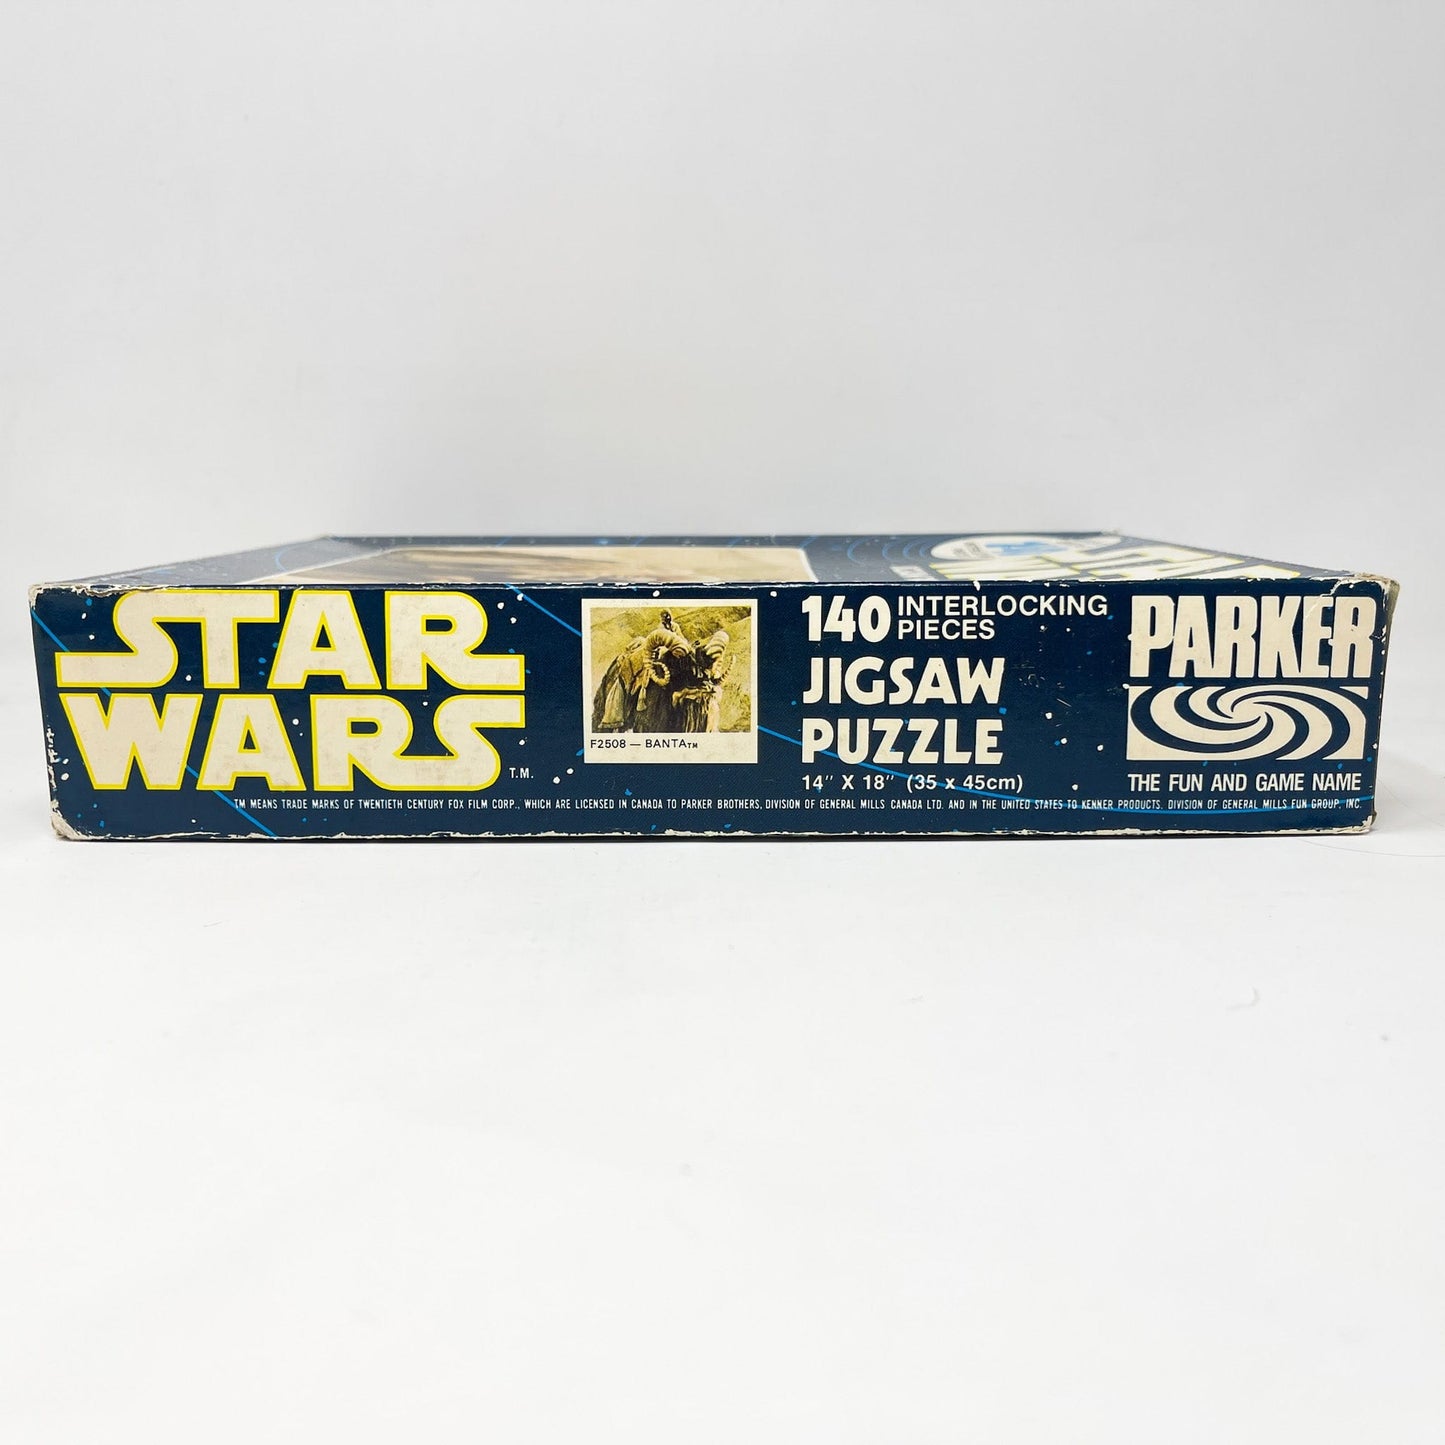 STAR
WARS
T.M.
F2508 — BANTA TM
140 INTERLOCKING
PIECES
JIGSAW
PUZZLE
14" X 18" (35 x 45cm)
PARKER
THE FUN AND GAME NAME
TM MEANS TRADE MARKS OF TWENTIETH CENTURY FOX FILM CORP., WHICH ARE LICENSED IN CANADA TO PARKER BROTHERS, DIVISION OF GENERAL MILLS CANADA LTD. AND IN THE UNITED STATES TO KENNER PRODUCTS, DIVISION OF GENERAL MILLS FUN GROUP, INC.